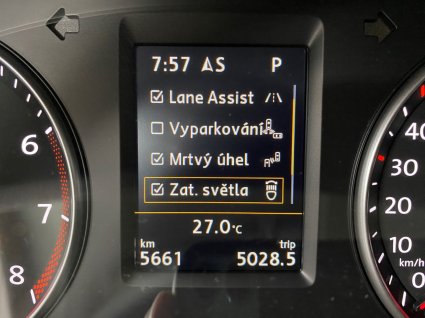 7:57 AS P
Lane Assist
Vyparkování
Mrtvý úhel
Zat. světla
27.0°C
km trip
5661 5028.5
6
7
8
40
30
20
10
km/h
0